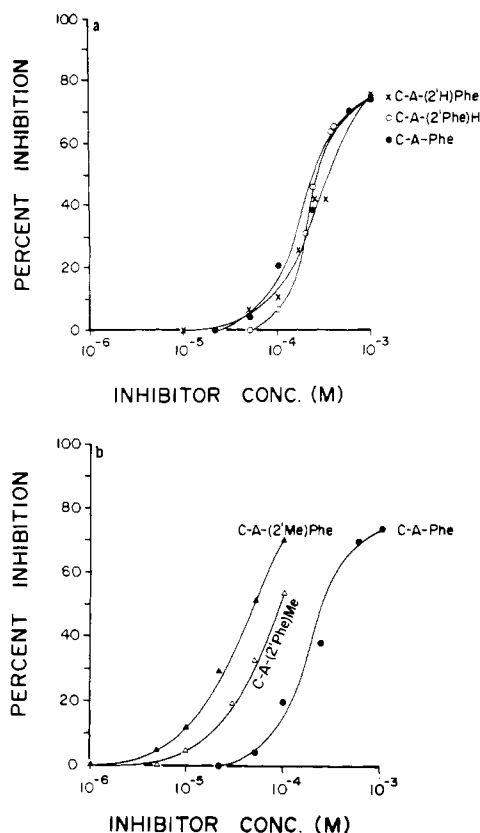 a
100
80
60
40
20
0
PERCENT INHIBITION
x C-A-(2'H)Phe
○ C-A-(2'Phe)H
● C-A-Phe
10⁻⁶ 10⁻⁵ 10⁻⁴ 10⁻³
INHIBITOR CONC. (M)
b
100
80
60
40
20
0
PERCENT INHIBITION
C-A-(2'Me)Phe
C-A-(2'Phe)Me
C-A-Phe
10⁻⁶ 10⁻⁵ 10⁻⁴ 10⁻³
INHIBITOR CONC. (M)